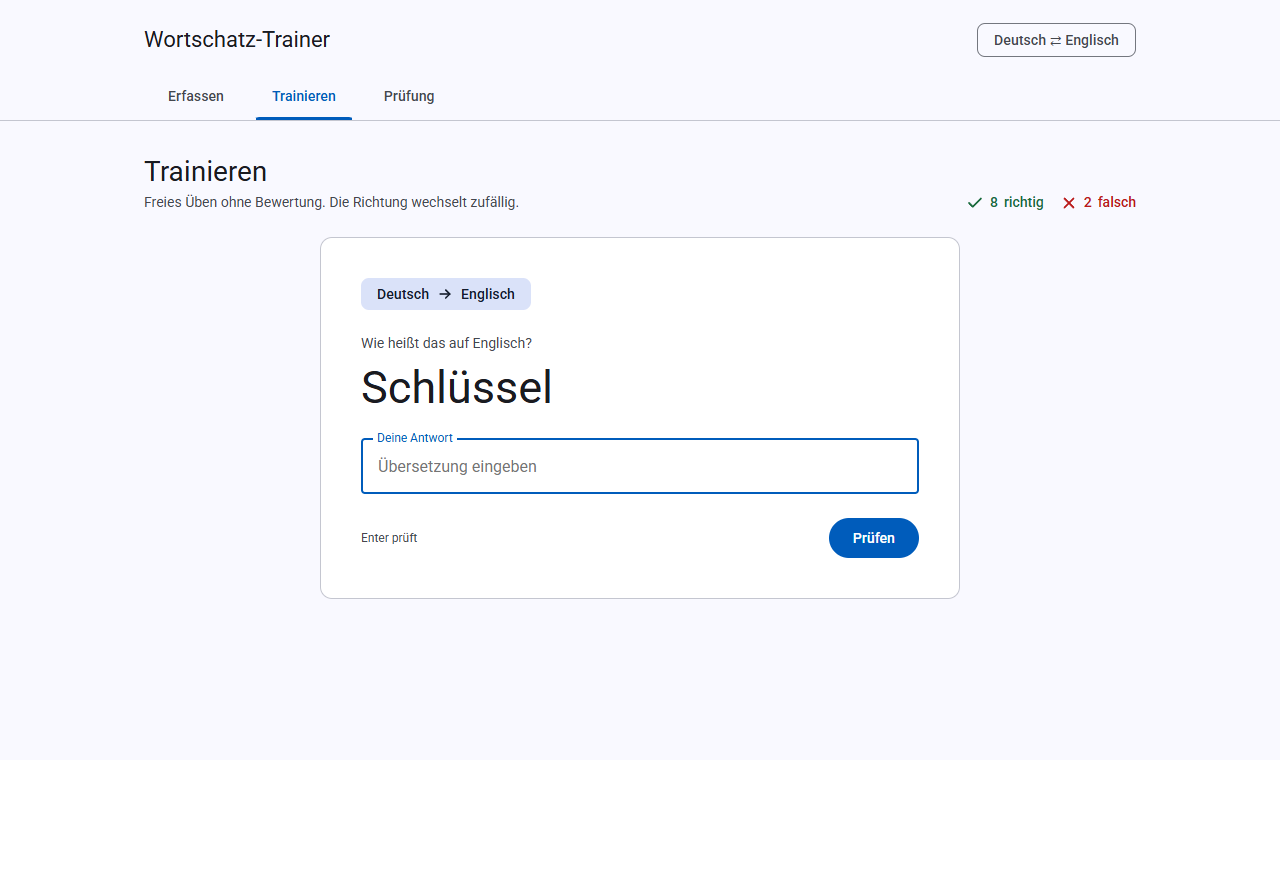 Wortschatz-Trainer
Deutsch ⇄ Englisch
Erfassen
Trainieren
Prüfung
Trainieren
Freies Üben ohne Bewertung. Die Richtung wechselt zufällig.
8 richtig
2 falsch
Deutsch → Englisch
Wie heißt das auf Englisch?
Schlüssel
Deine Antwort
Übersetzung eingeben
Enter prüft
Prüfen